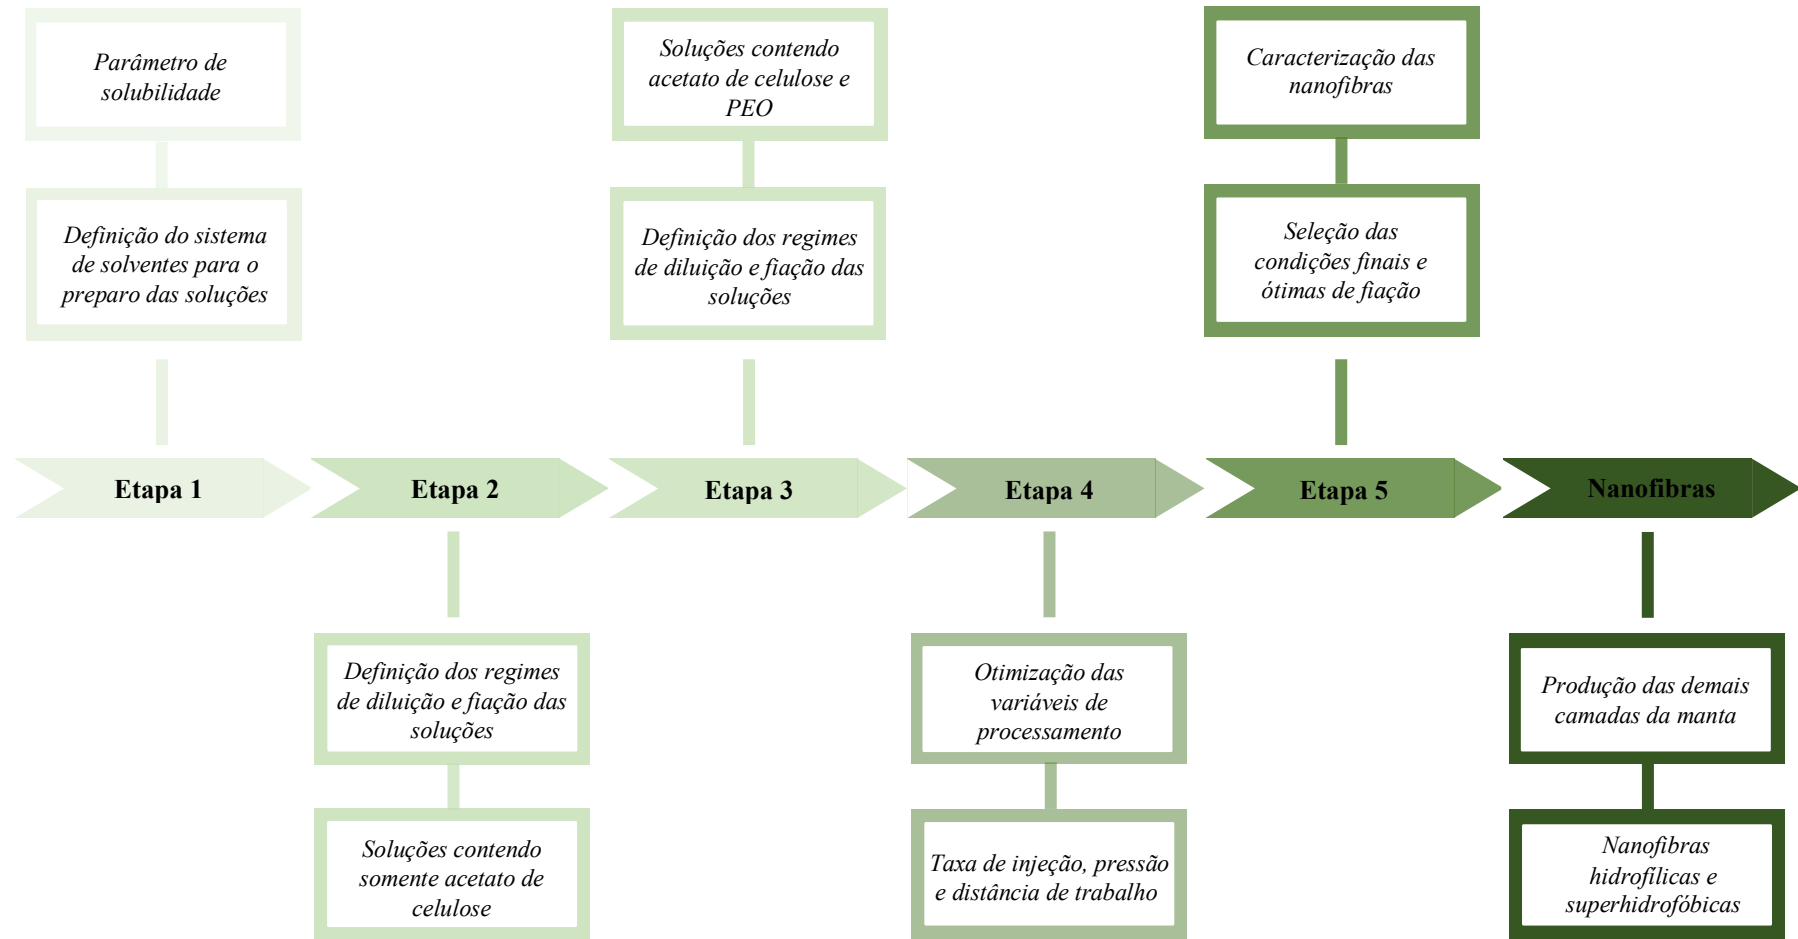 Parâmetro de
solubilidade
Definição do sistema
de solventes para o
preparo das soluções
Soluções contendo
acetato de celulose e
PEO
Definição dos regimes
de diluição e fiação das
soluções
Caracterização das
nanofibras
Seleção das
condições finais e
ótimas de fiação
Etapa 1
Etapa 2
Etapa 3
Etapa 4
Etapa 5
Nanofibras
Definição dos regimes
de diluição e fiação das
soluções
Soluções contendo
somente acetato de
celulose
Otimização das
variáveis de
processamento
Taxa de injeção, pressão
e distância de trabalho
Produção das demais
camadas da manta
Nanofibras
hidrofílicas e
superhidrofóbicas